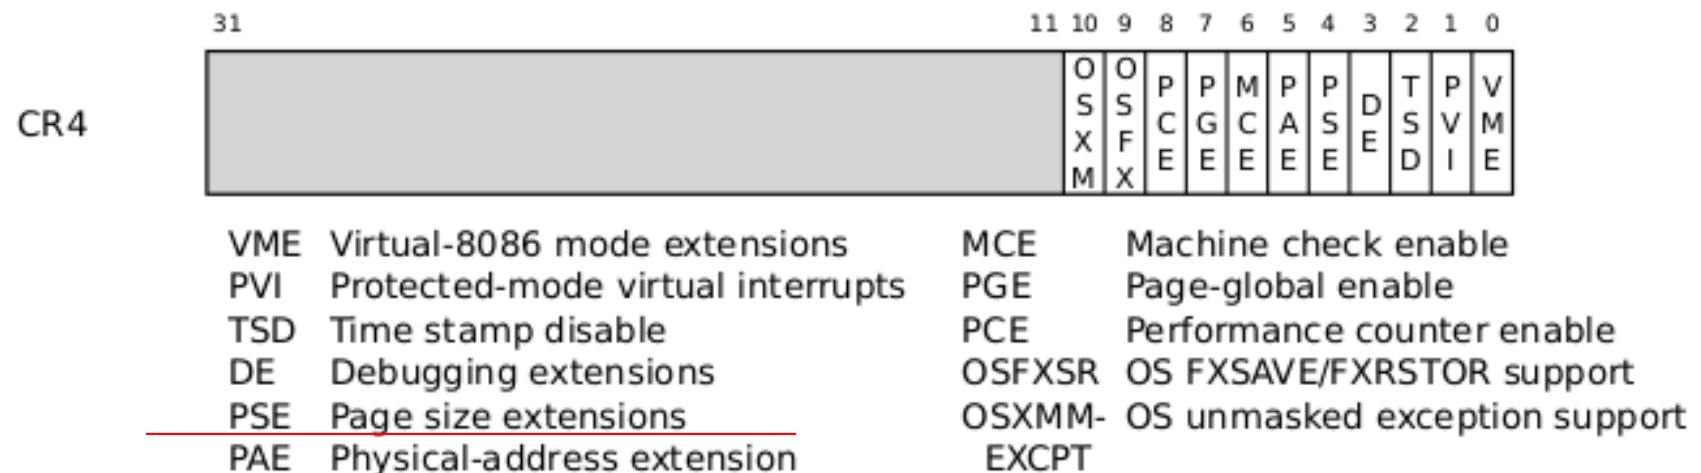 31 11 10 9 8 7 6 5 4 3 2 1 0
CR4
OSXM OSFX PCE PGE MCE PAE PSE DE TSD PVI VME
VME Virtual-8086 mode extensions
PVI Protected-mode virtual interrupts
TSD Time stamp disable
DE Debugging extensions
PSE Page size extensions
PAE Physical-address extension
MCE Machine check enable
PGE Page-global enable
PCE Performance counter enable
OSFXSR OS FXSAVE/FXRSTOR support
OSXMM- OS unmasked exception support
EXCPT